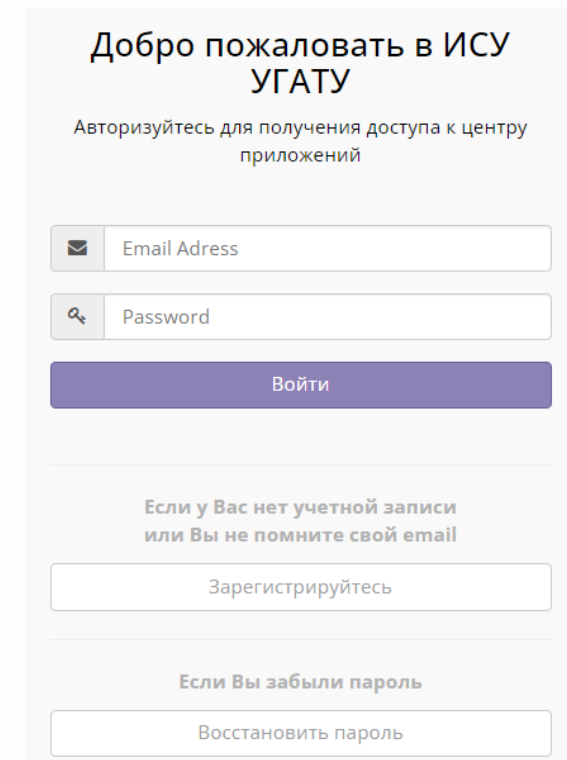 Добро пожаловать в ИСУ
УГАТУ
Авторизуйтесь для получения доступа к центру
приложений
Email Adress
Password
Войти
Если у Вас нет учетной записи
или Вы не помните свой email
Зарегистрируйтесь
Если Вы забыли пароль
Восстановить пароль